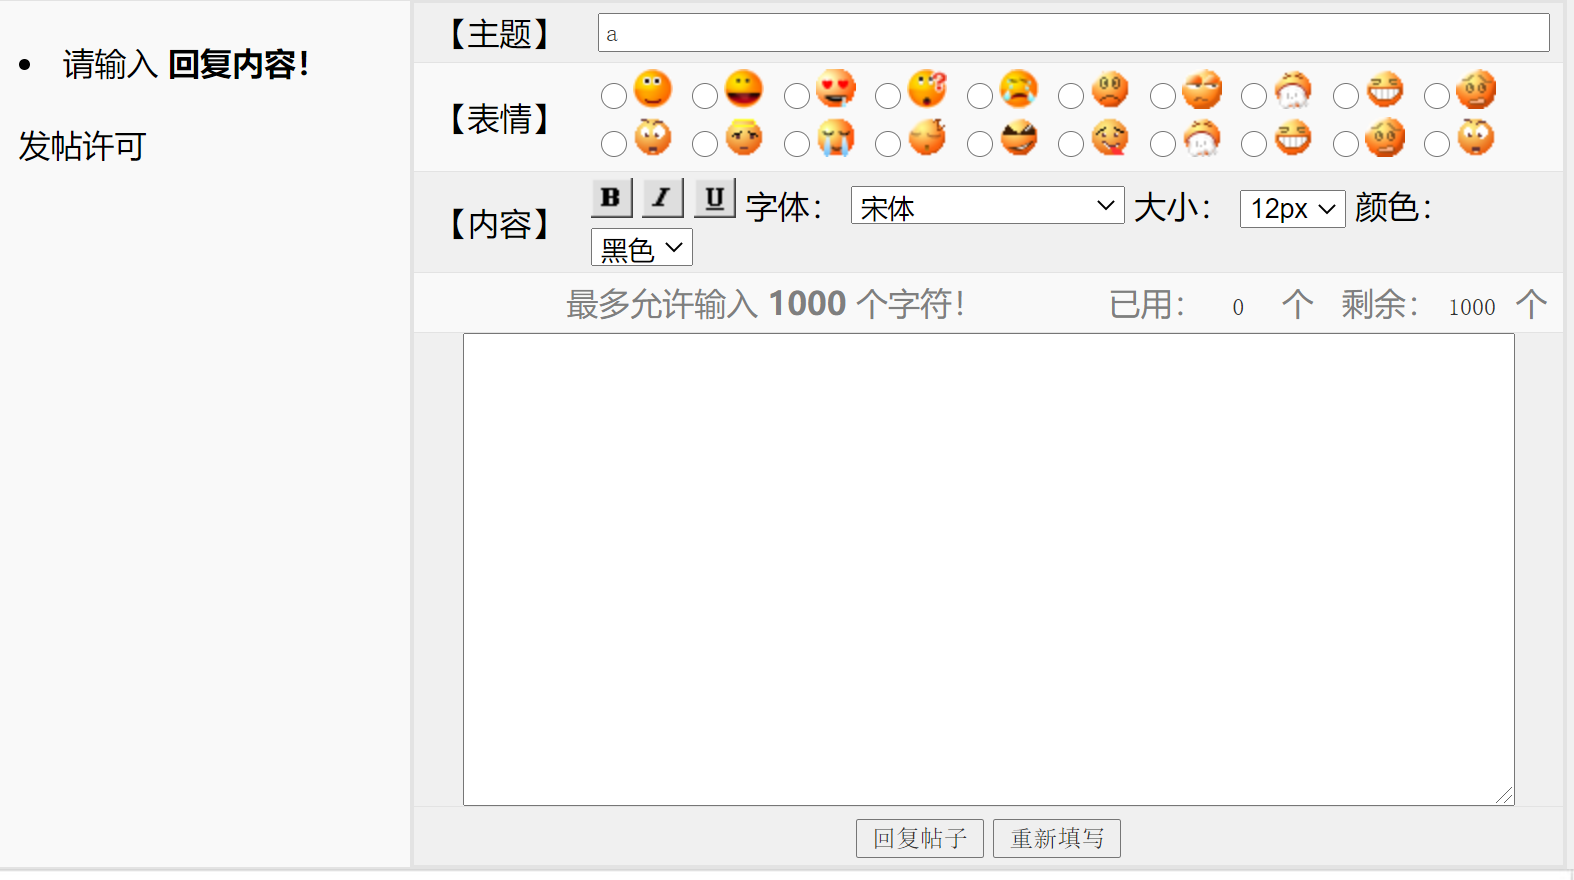 请输入 回复内容！
发帖许可
【主题】 a
【表情】
【内容】 B I U 字体： 宋体 大小： 12px 颜色：
黑色
最多允许输入 1000 个字符！ 已用： 0 个 剩余： 1000 个
回复帖子 重新填写